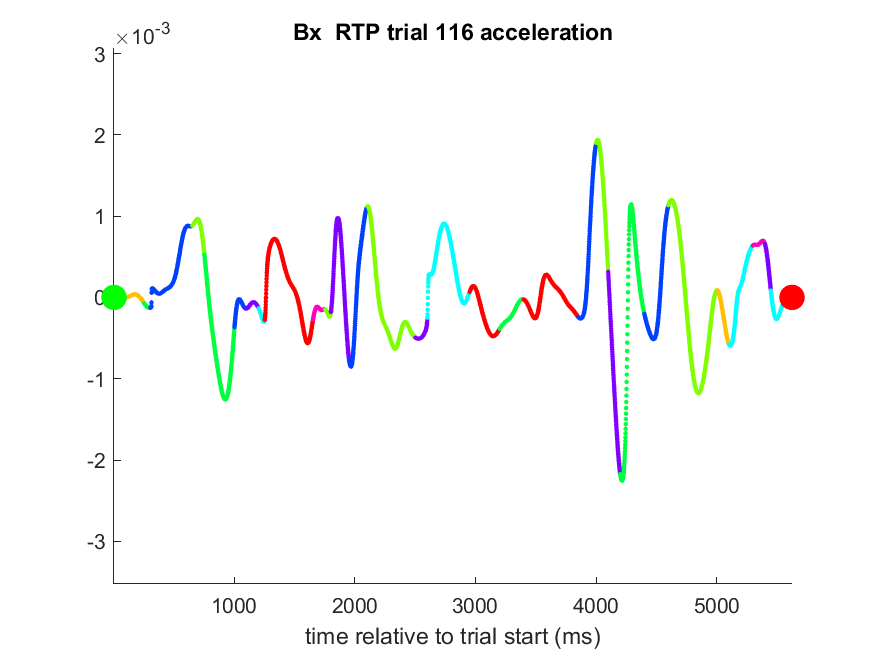 Bx  RTP trial 116 acceleration
×10⁻³
3
2
1
0
-1
-2
-3
1000 2000 3000 4000 5000
time relative to trial start (ms)